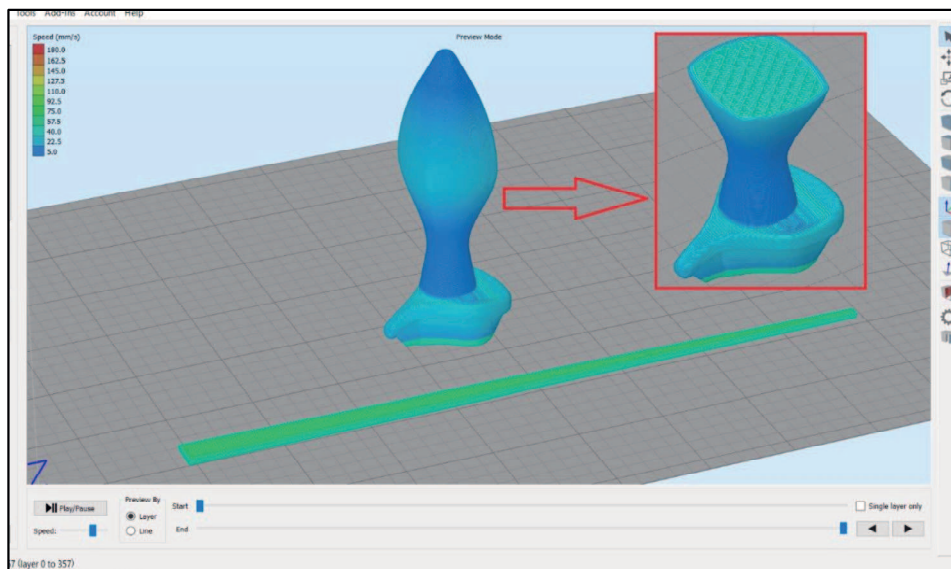 Tools Add-Ins Account Help
Speed (mm/s)
Preview Mode
180.0
162.5
145.0
127.5
110.0
92.5
75.0
57.5
40.0
22.5
5.0
Play/Pause
Preview By
Layer
Line
Speed:
Start
End
Single layer only
57 (layer 0 to 357)